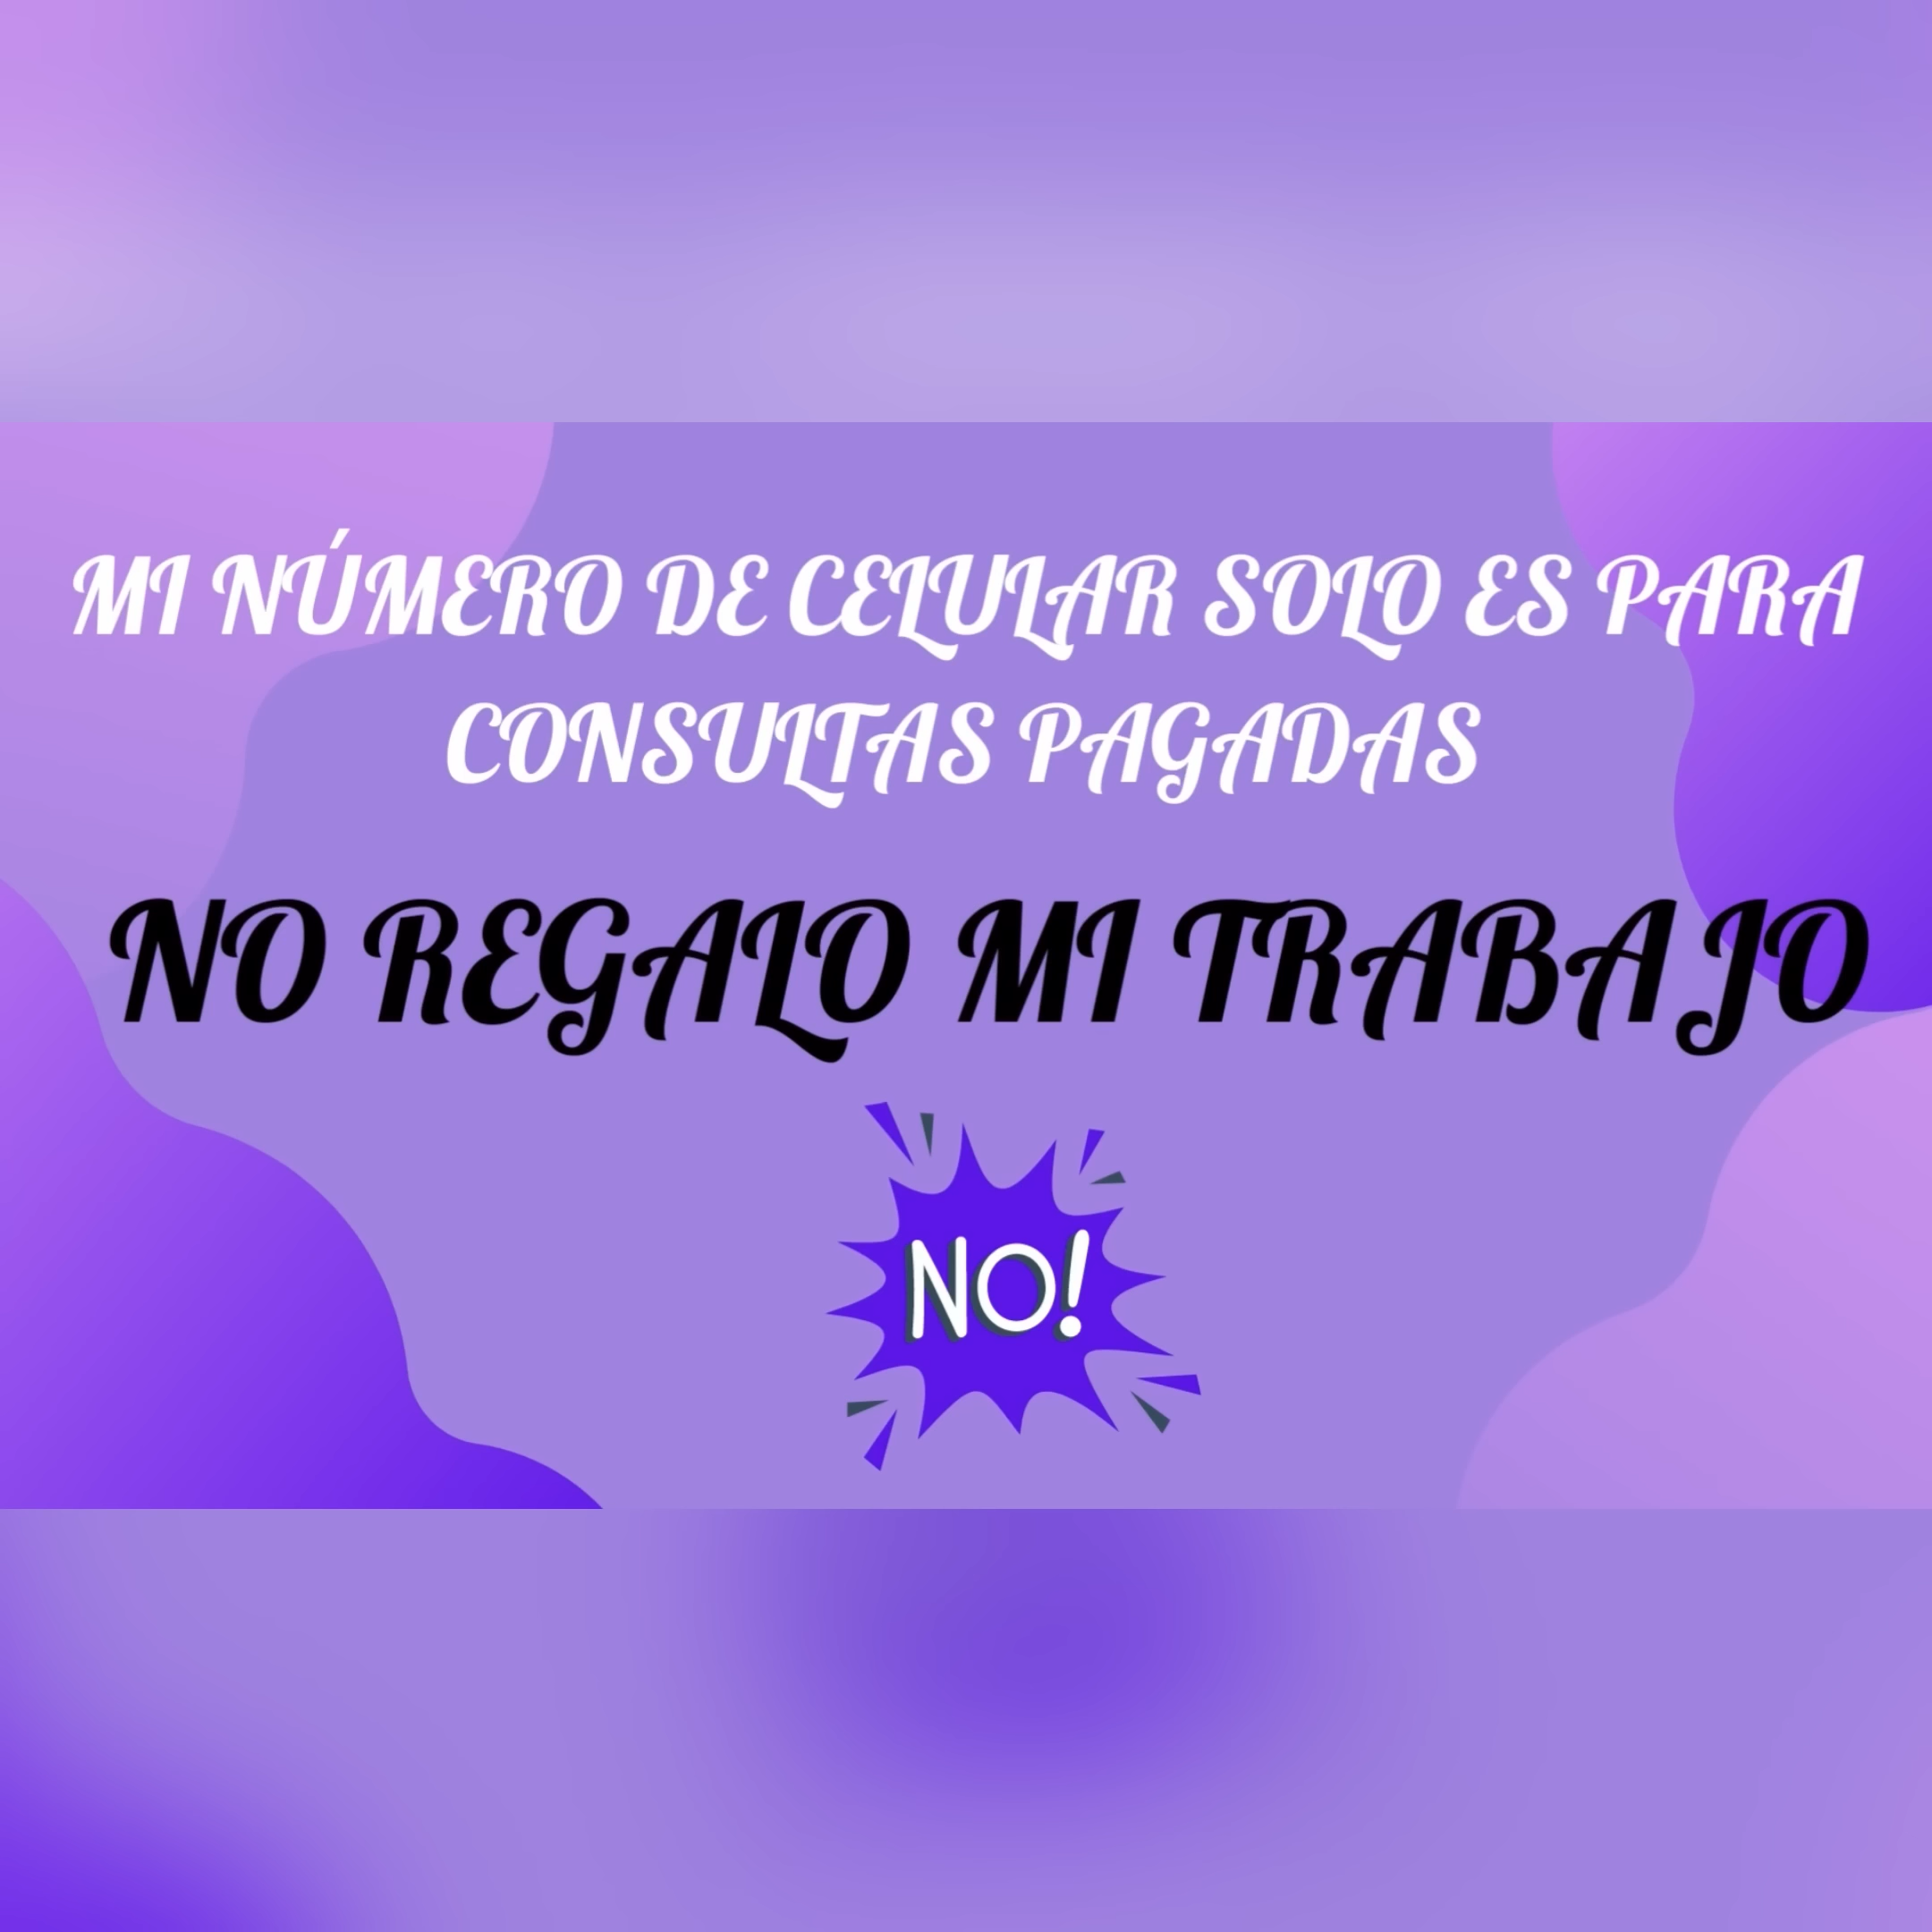 MI NÚMERO DE CELULAR SOLO ES PARA
CONSULTAS PAGADAS
NO REGALO MI TRABAJO
NO!